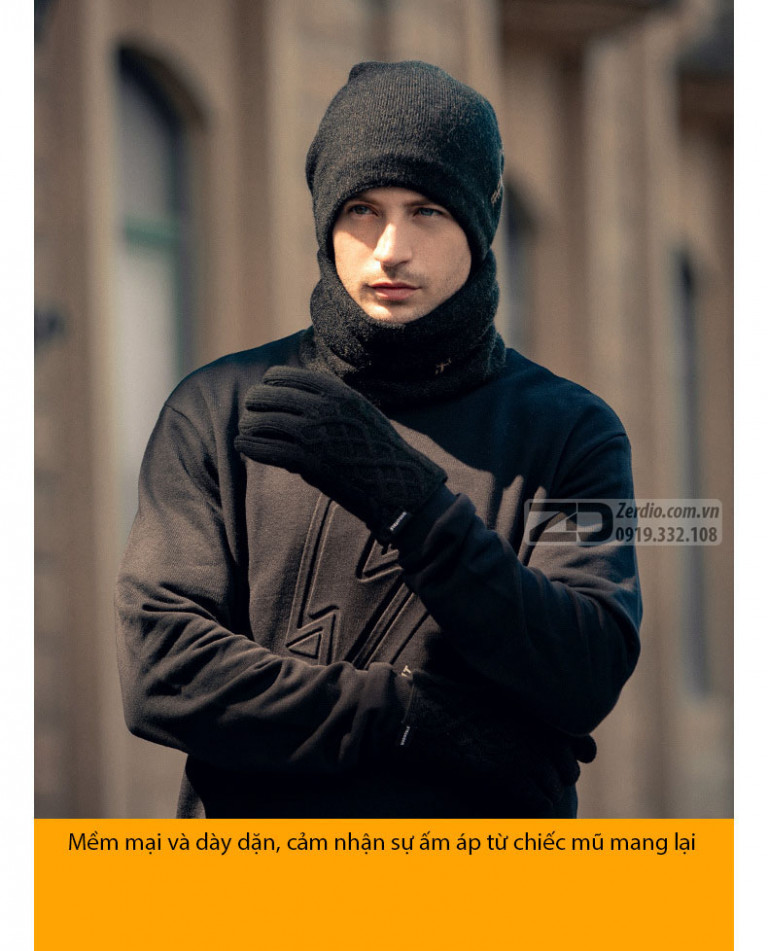 Zerdio.com.vn
0919.332.108
Mềm mại và dày dặn, cảm nhận sự ấm áp từ chiếc mũ mang lại